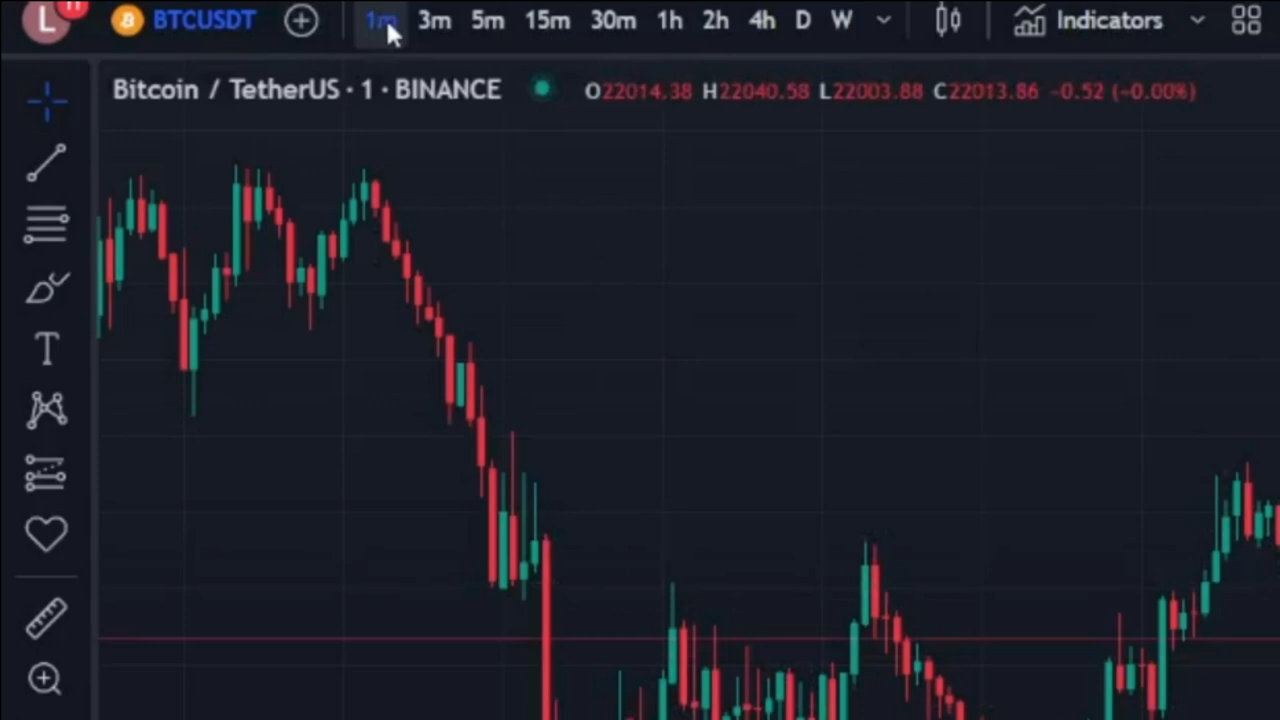 L 11 BTCUSDT 1m 3m 5m 15m 30m 1h 2h 4h D W Indicators
Bitcoin / TetherUS · 1 · BINANCE O22014.38 H22040.58 L22003.88 C22013.86 -0.52 (-0.00%)
T